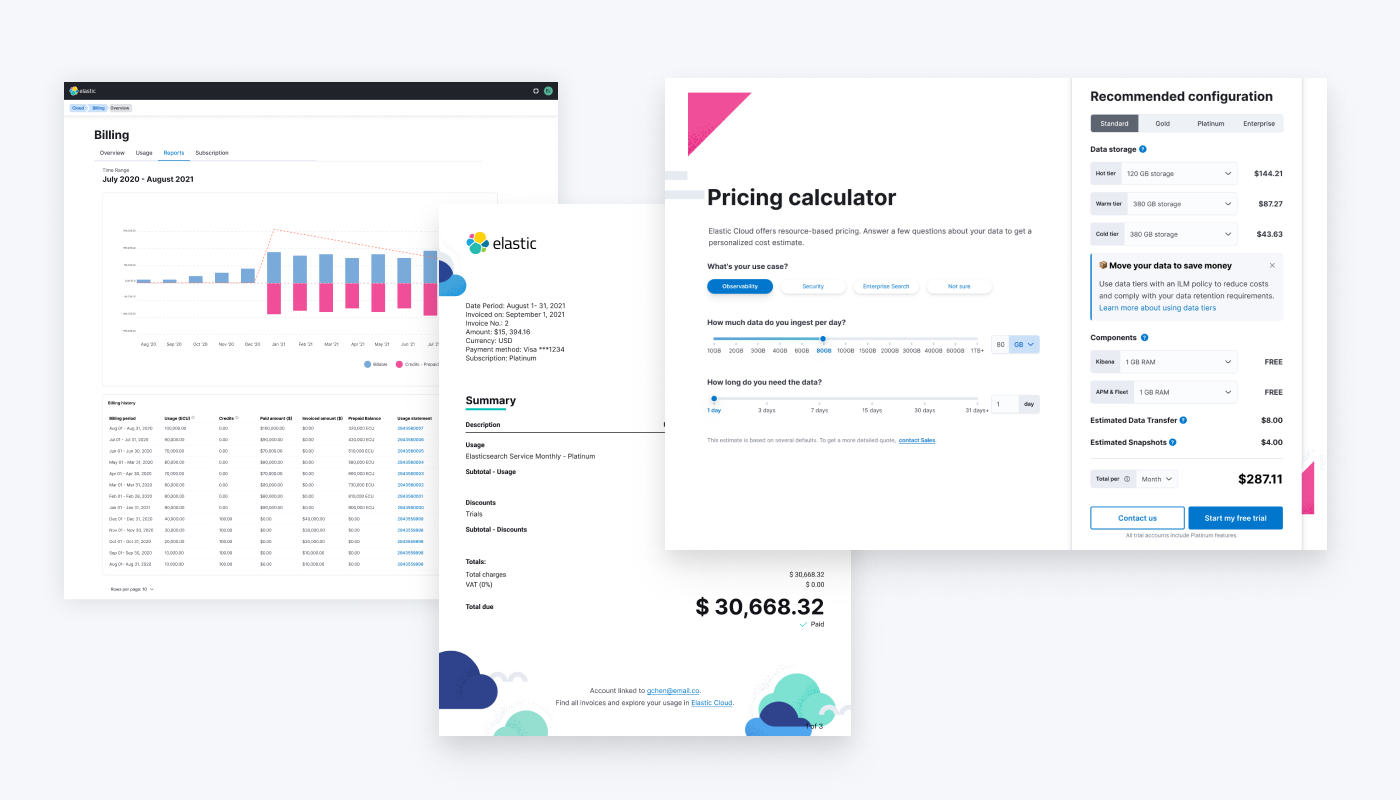 elastic
Cloud Billing Overview
Billing
Overview Usage Reports Subscription
Time Range
July 2020 - August 2021
Aug '20 Sep '20 Oct '20 Nov '20 Dec '20 Jan '21 Feb '21 Mar '21 Apr '21 May '21 Jun '21 Jul '21
Billable Credits - Prepaid
Billing history
Billing period Usage (ECU) Credits Paid amount ($) Invoiced amount ($) Prepaid Balance Usage statement
Aug 01 - Aug 31, 2020 100,000.00 0.00 $100,000.00 $0.00 320,000 ECU
Jul 01 - Jul 31, 2021 90,000.00 0.00 $90,000.00 $0.00 420,000 ECU
Jun 01 - Jun 30, 2020 70,000.00 0.00 $70,000.00 $0.00 510,000 ECU
May 01 - May 31, 2020 80,000.00 0.00 $80,000.00 $0.00 580,000 ECU
Apr 01 - Apr 30, 2020 70,000.00 0.00 $70,000.00 $0.00 660,000 ECU
Mar 01 - Mar 31, 2020 60,000.00 0.00 $60,000.00 $0.00 730,000 ECU
Feb 01 - Feb 28, 2020 80,000.00 0.00 $80,000.00 $0.00 810,000 ECU
Jan 01 - Jan 31, 2021 90,000.00 0.00 $90,000.00 $0.00 900,000 ECU
Dec 01 - Dec 31, 2020 40,000.00 100.00 $0.00 $40,000.00 $0.00
Nov 01 - Nov 30, 2020 30,000.00 100.00 $0.00 $30,000.00 $0.00
Oct 01 - Oct 31, 2020 20,000.00 100.00 $0.00 $20,000.00 $0.00
Sep 01 - Sep 30, 2020 10,000.00 100.00 $0.00 $10,000.00 $0.00
Aug 01 - Aug 31, 2020 10,000.00 100.00 $0.00 $10,000.00 $0.00
Rows per page: 10
elastic
Date Period: August 1- 31, 2021
Invoiced on: September 1, 2021
Invoice No.: 2
Amount: $15, 394.16
Currency: USD
Payment method: Visa ***1234
Subscription: Platinum
Summary
Description
Usage
Elasticsearch Service Monthly - Platinum
Subtotal - Usage
Discounts
Trials
Subtotal - Discounts
Totals:
Total charges $ 30,668.32
VAT (0%) $ 0.00
Total due $ 30,668.32
Paid
Account linked to gchen@email.co.
Find all invoices and explore your usage in Elastic Cloud.
1 of 3
Pricing calculator
Elastic Cloud offers resource-based pricing. Answer a few questions about your data to get a
personalized cost estimate.
What's your use case?
Observability Security Enterprise Search Not sure
How much data do you ingest per day?
10GB 20GB 30GB 40GB 60GB 80GB 100GB 150GB 200GB 300GB 400GB 600GB 1TB+ 80 GB
How long do you need the data?
1 day 3 days 7 days 15 days 30 days 31 days+ 1 day
This estimate is based on several defaults. To get a more detailed quote, contact Sales.
Recommended configuration
Standard Gold Platinum Enterprise
Data storage ?
Hot tier 120 GB storage $144.21
Warm tier 380 GB storage $87.27
Cold tier 380 GB storage $43.63
Move your data to save money
Use data tiers with an ILM policy to reduce costs
and comply with your data retention requirements.
Learn more about using data tiers
Components ?
Kibana 1 GB RAM FREE
APM & Fleet 1 GB RAM FREE
Estimated Data Transfer ? $8.00
Estimated Snapshots ? $4.00
Total per Month $287.11
Contact us Start my free trial
All trial accounts include Platinum features.